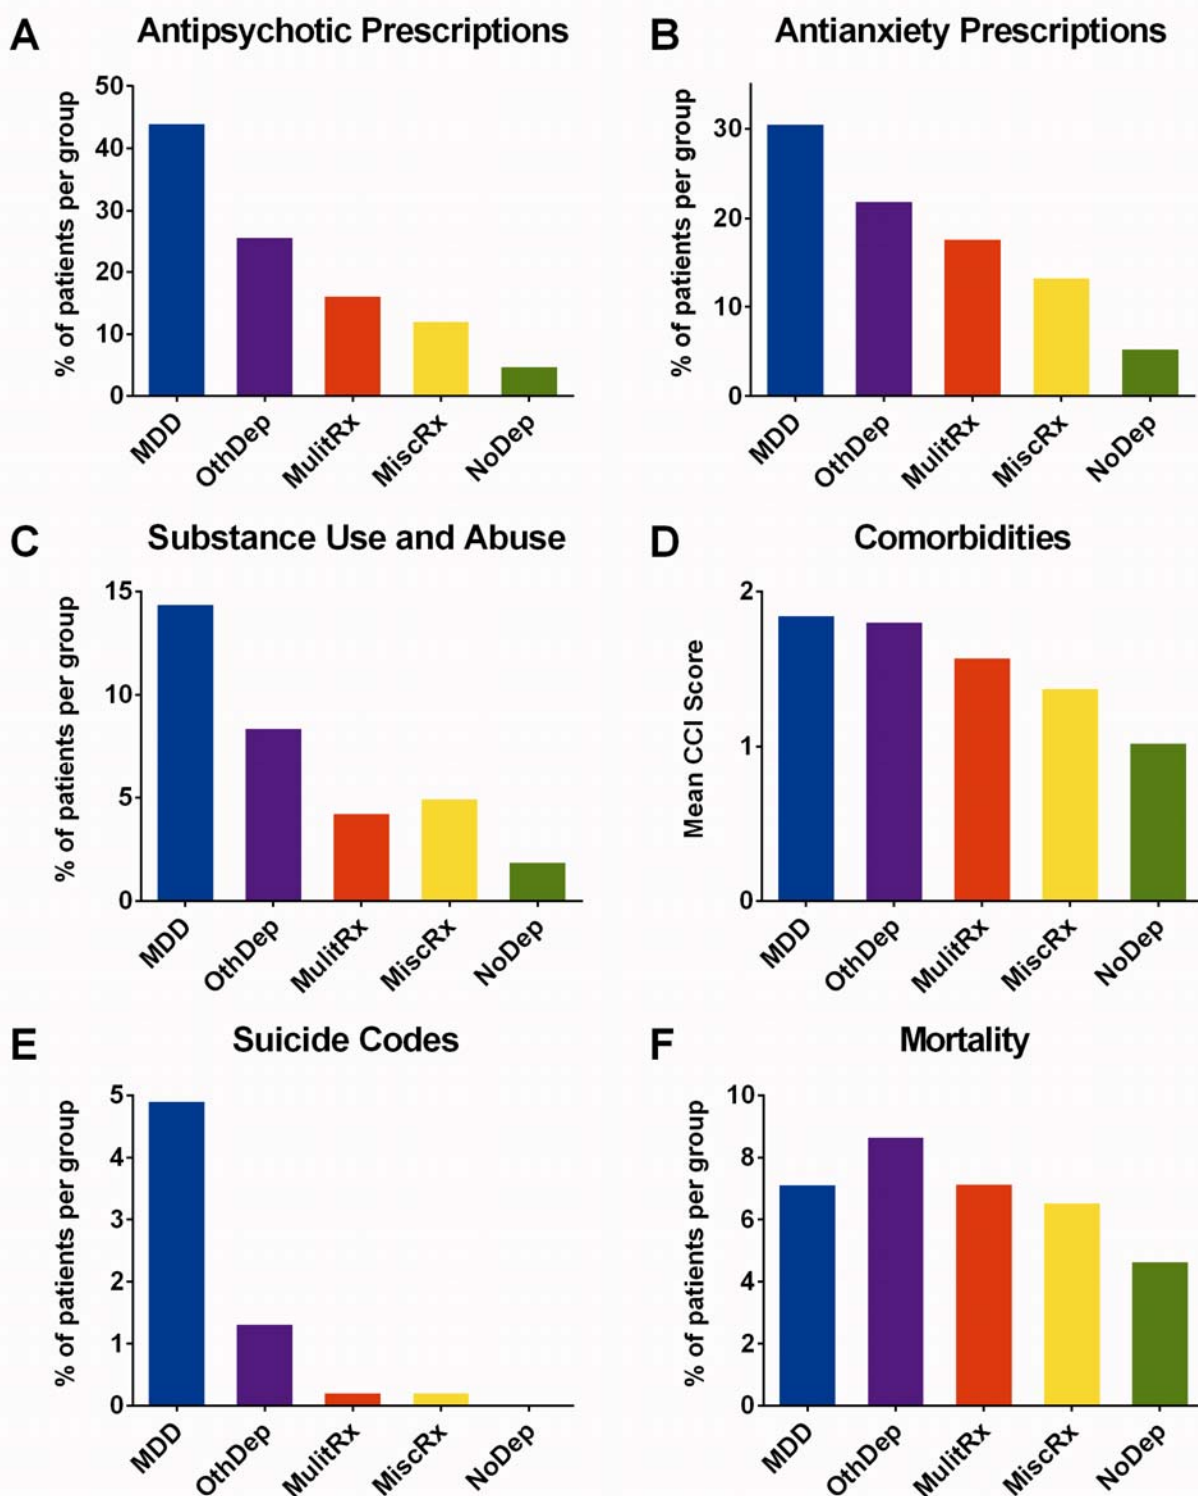 A Antipsychotic Prescriptions
% of patients per group
50
40
30
20
10
0
MDD
OthDep
MulitRx
MiscRx
NoDep
B Antianxiety Prescriptions
% of patients per group
30
20
10
0
MDD
OthDep
MulitRx
MiscRx
NoDep
C Substance Use and Abuse
% of patients per group
15
10
5
0
MDD
OthDep
MulitRx
MiscRx
NoDep
D Comorbidities
Mean CCI Score
2
1
0
MDD
OthDep
MulitRx
MiscRx
NoDep
E Suicide Codes
% of patients per group
5
4
3
2
1
0
MDD
OthDep
MulitRx
MiscRx
NoDep
F Mortality
% of patients per group
10
8
6
4
2
0
MDD
OthDep
MulitRx
MiscRx
NoDep